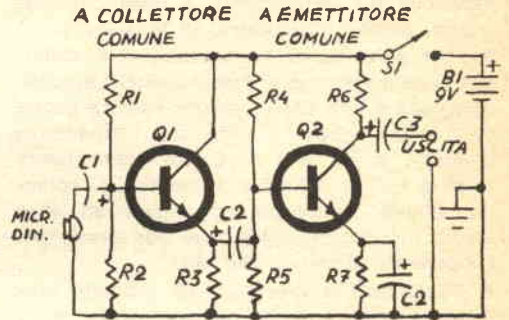 A COLLETTORE A EMETTITORE
COMUNE COMUNE
S1
B1
9V
R1 R4 R6
Q1 Q2
C3
USCITA
C1
C2
MICR.
DIN.
R2 R3 R5 R7 C2